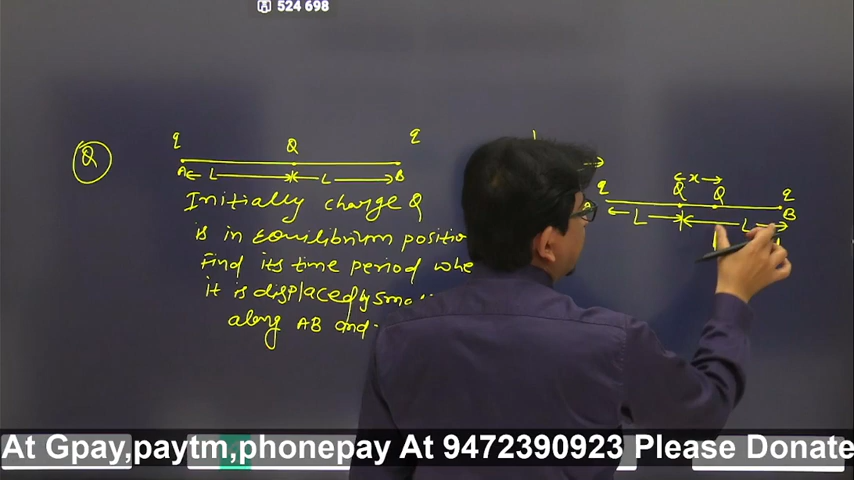 524 698
Q
q Q q
A L L B
Initially charge Q
is in equilibrium positio
Find its time period whe
it is displaced by sma
along AB and
x
q Q Q q
L L B
At Gpay,paytm,phonepay At 9472390923 Please Donate